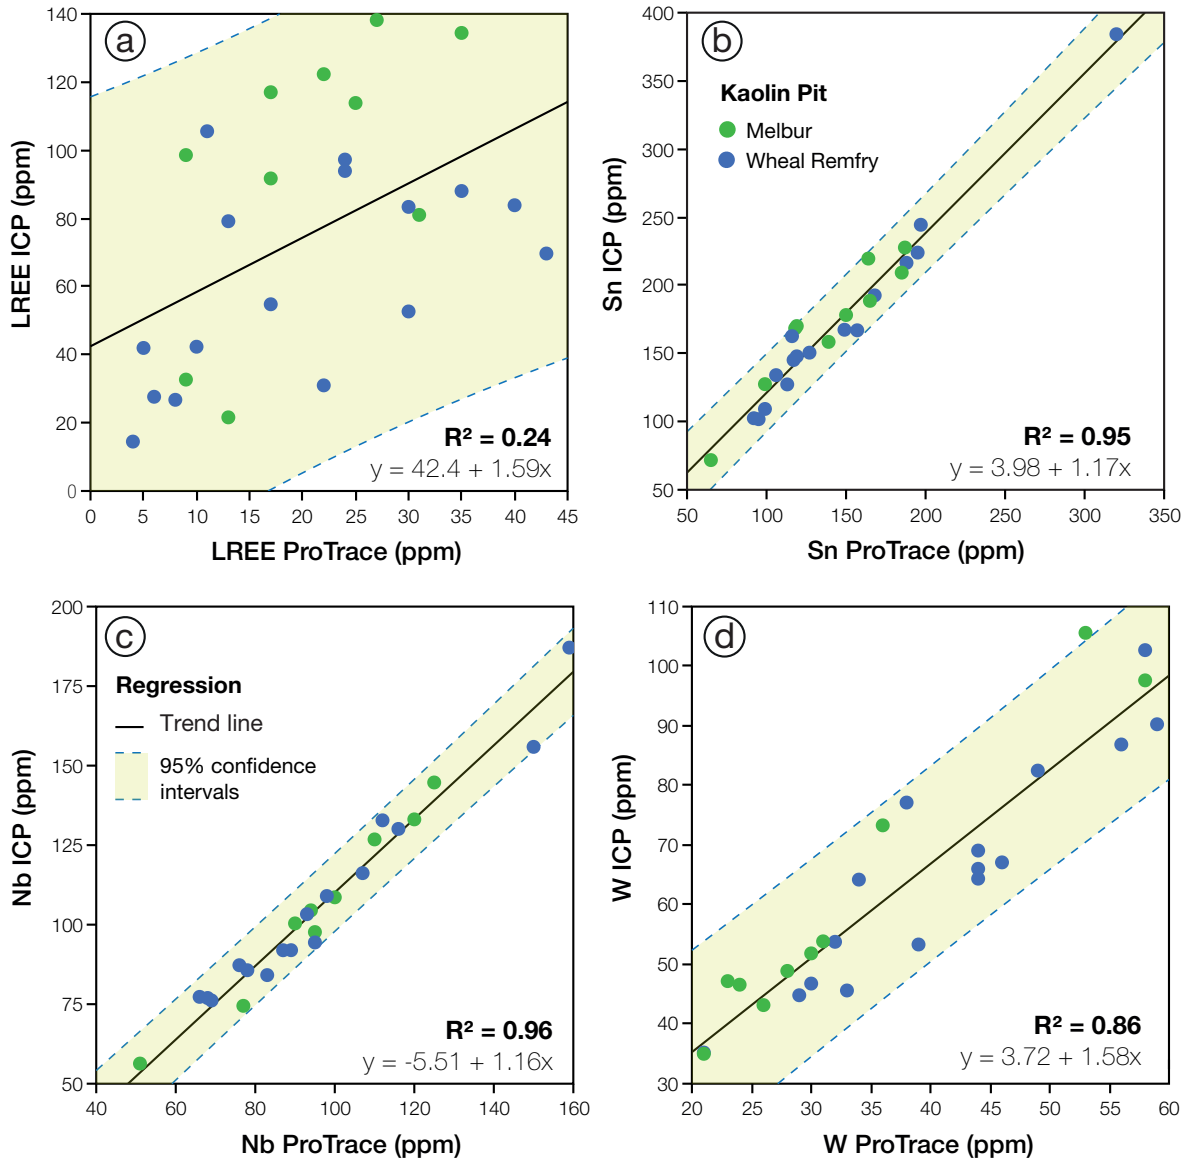 a
140
120
100
80
60
40
20
0
LREE ICP (ppm)
R² = 0.24
y = 42.4 + 1.59x
0 5 10 15 20 25 30 35 40 45
LREE ProTrace (ppm)
b
400
350
300
250
200
150
100
50
Sn ICP (ppm)
Kaolin Pit
Melbur
Wheal Remfry
R² = 0.95
y = 3.98 + 1.17x
50 100 150 200 250 300 350
Sn ProTrace (ppm)
c
200
175
150
125
100
75
50
Nb ICP (ppm)
Regression
Trend line
95% confidence
intervals
R² = 0.96
y = -5.51 + 1.16x
40 60 80 100 120 140 160
Nb ProTrace (ppm)
d
110
100
90
80
70
60
50
40
30
W ICP (ppm)
R² = 0.86
y = 3.72 + 1.58x
20 25 30 35 40 45 50 55 60
W ProTrace (ppm)